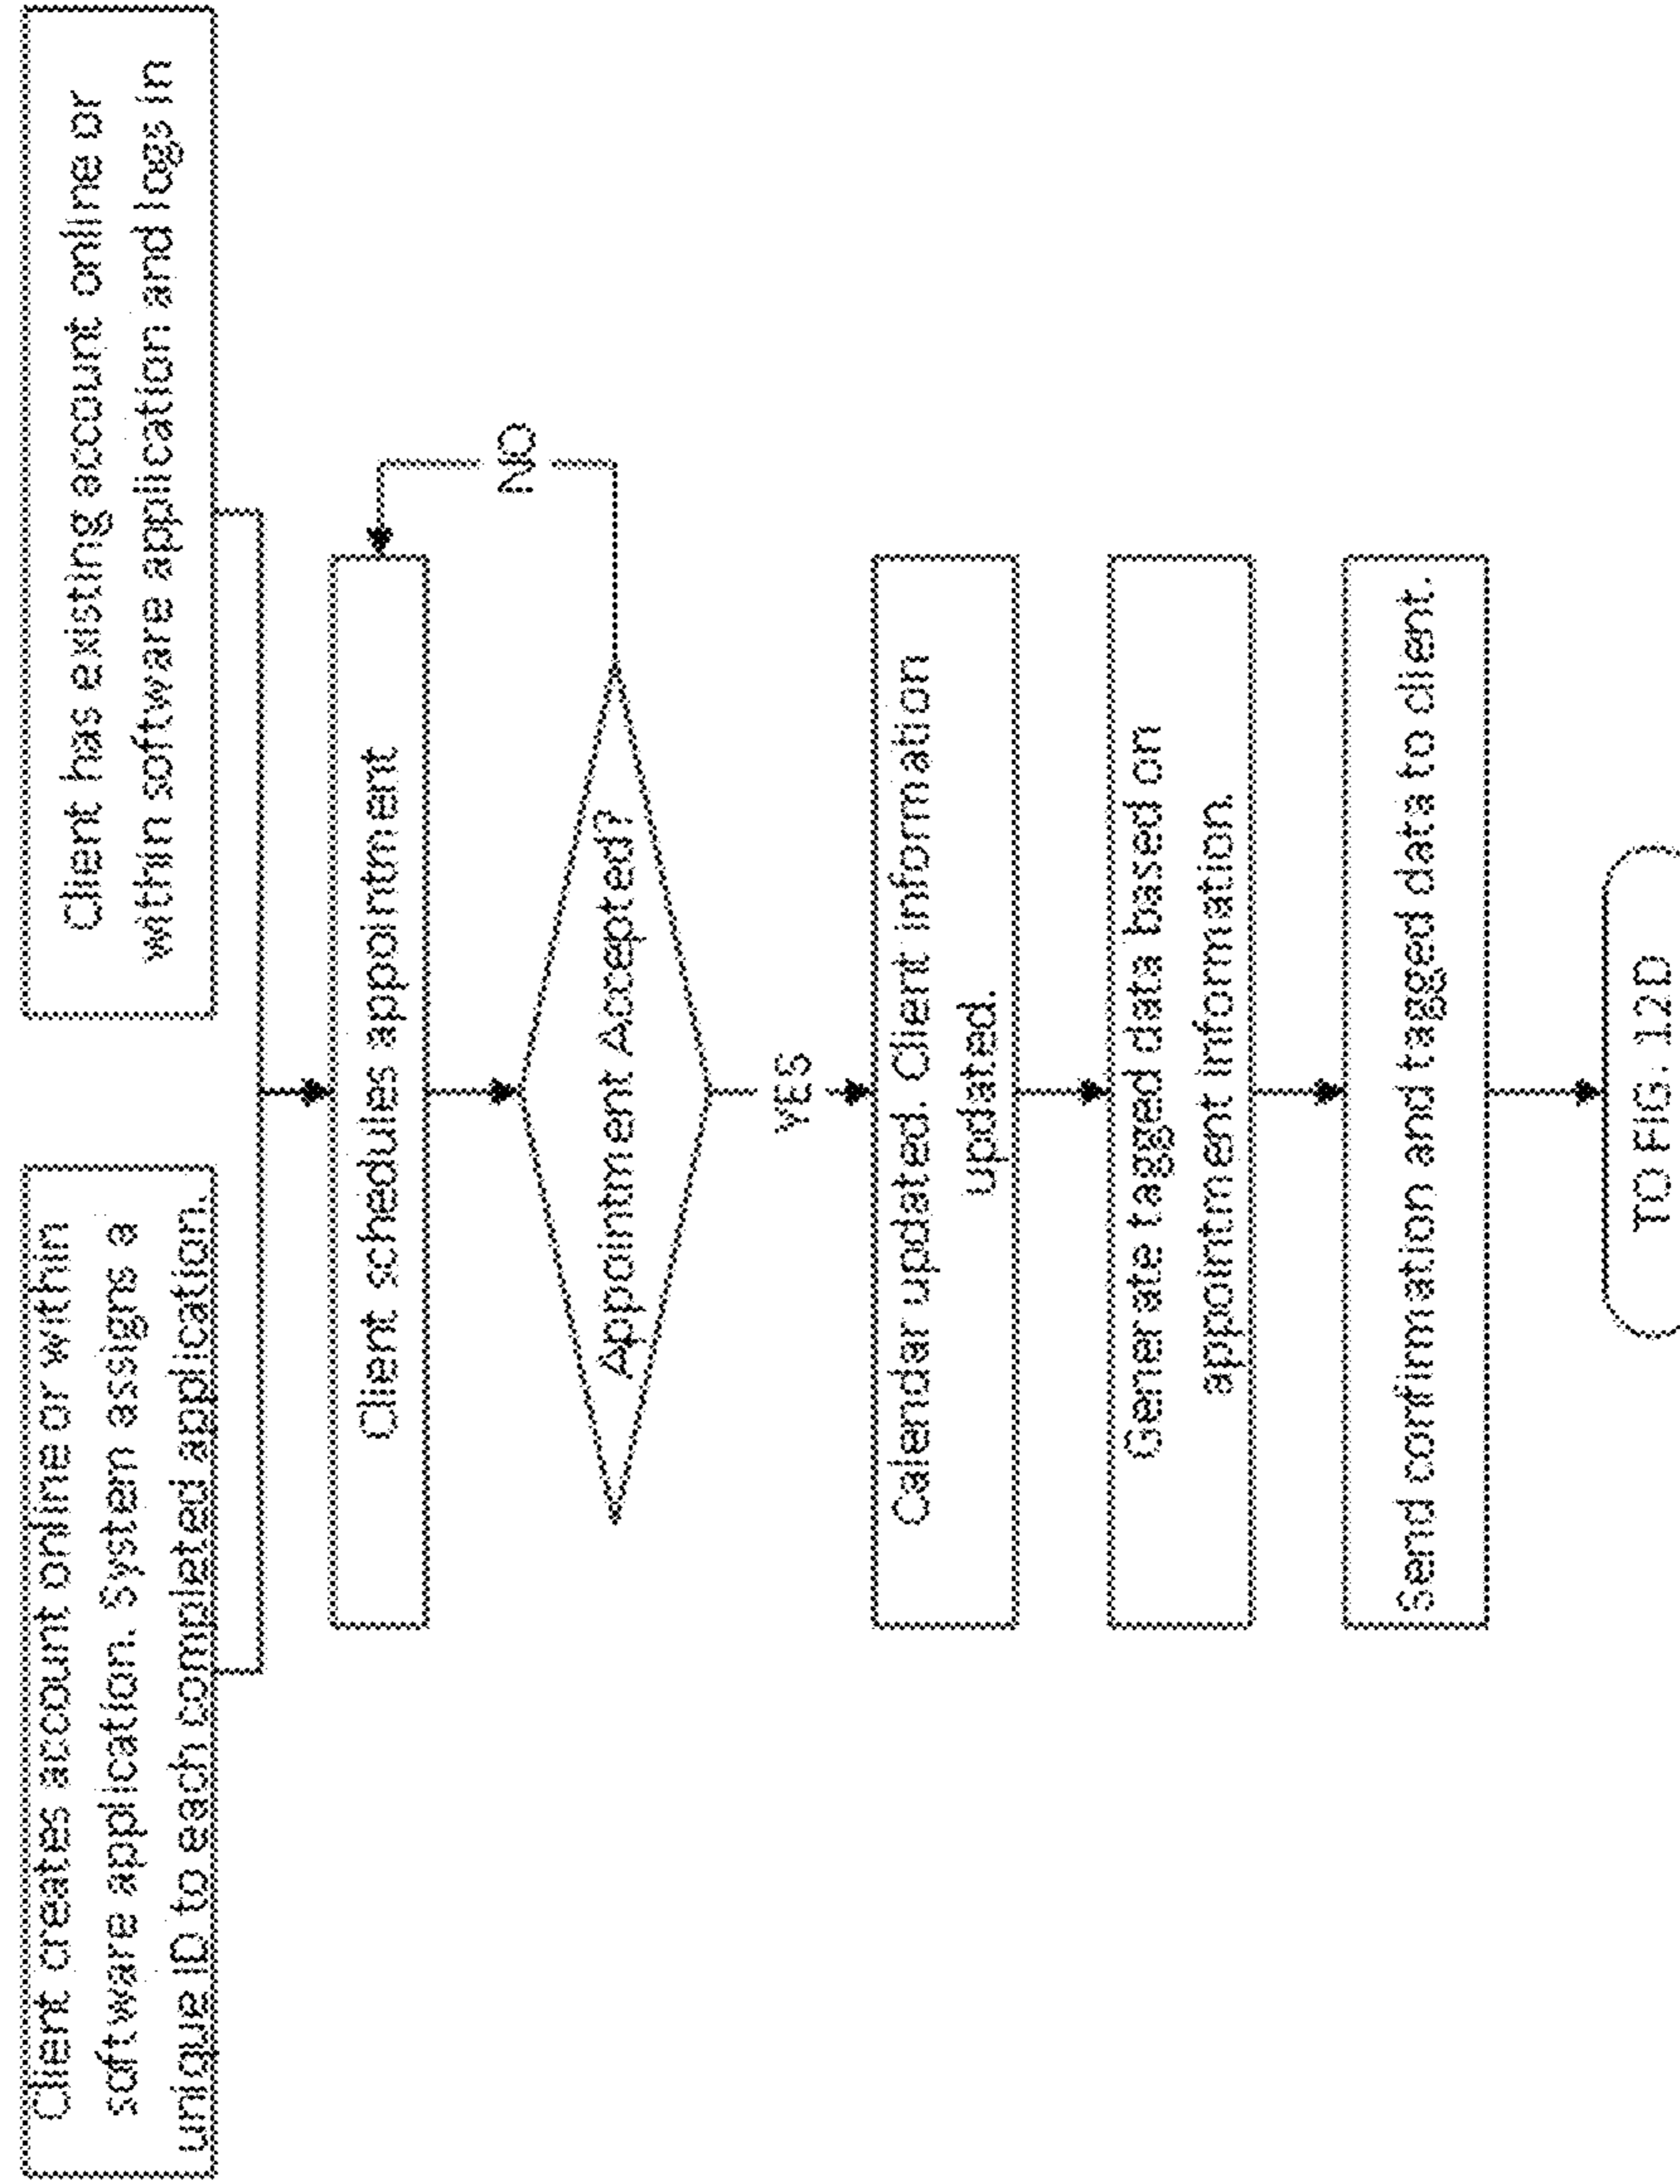 Client creates account online or within
software application. System assigns a
unique ID to each completed application.
Client has existing account online or
within software application and logs in
Client schedules appointment
Appointment Accepted?
NO
YES
Calendar updated. Client information
updated.
Generate tagged data based on
appointment information.
Send confirmation and tagged data to client.
TO FIG. 12D